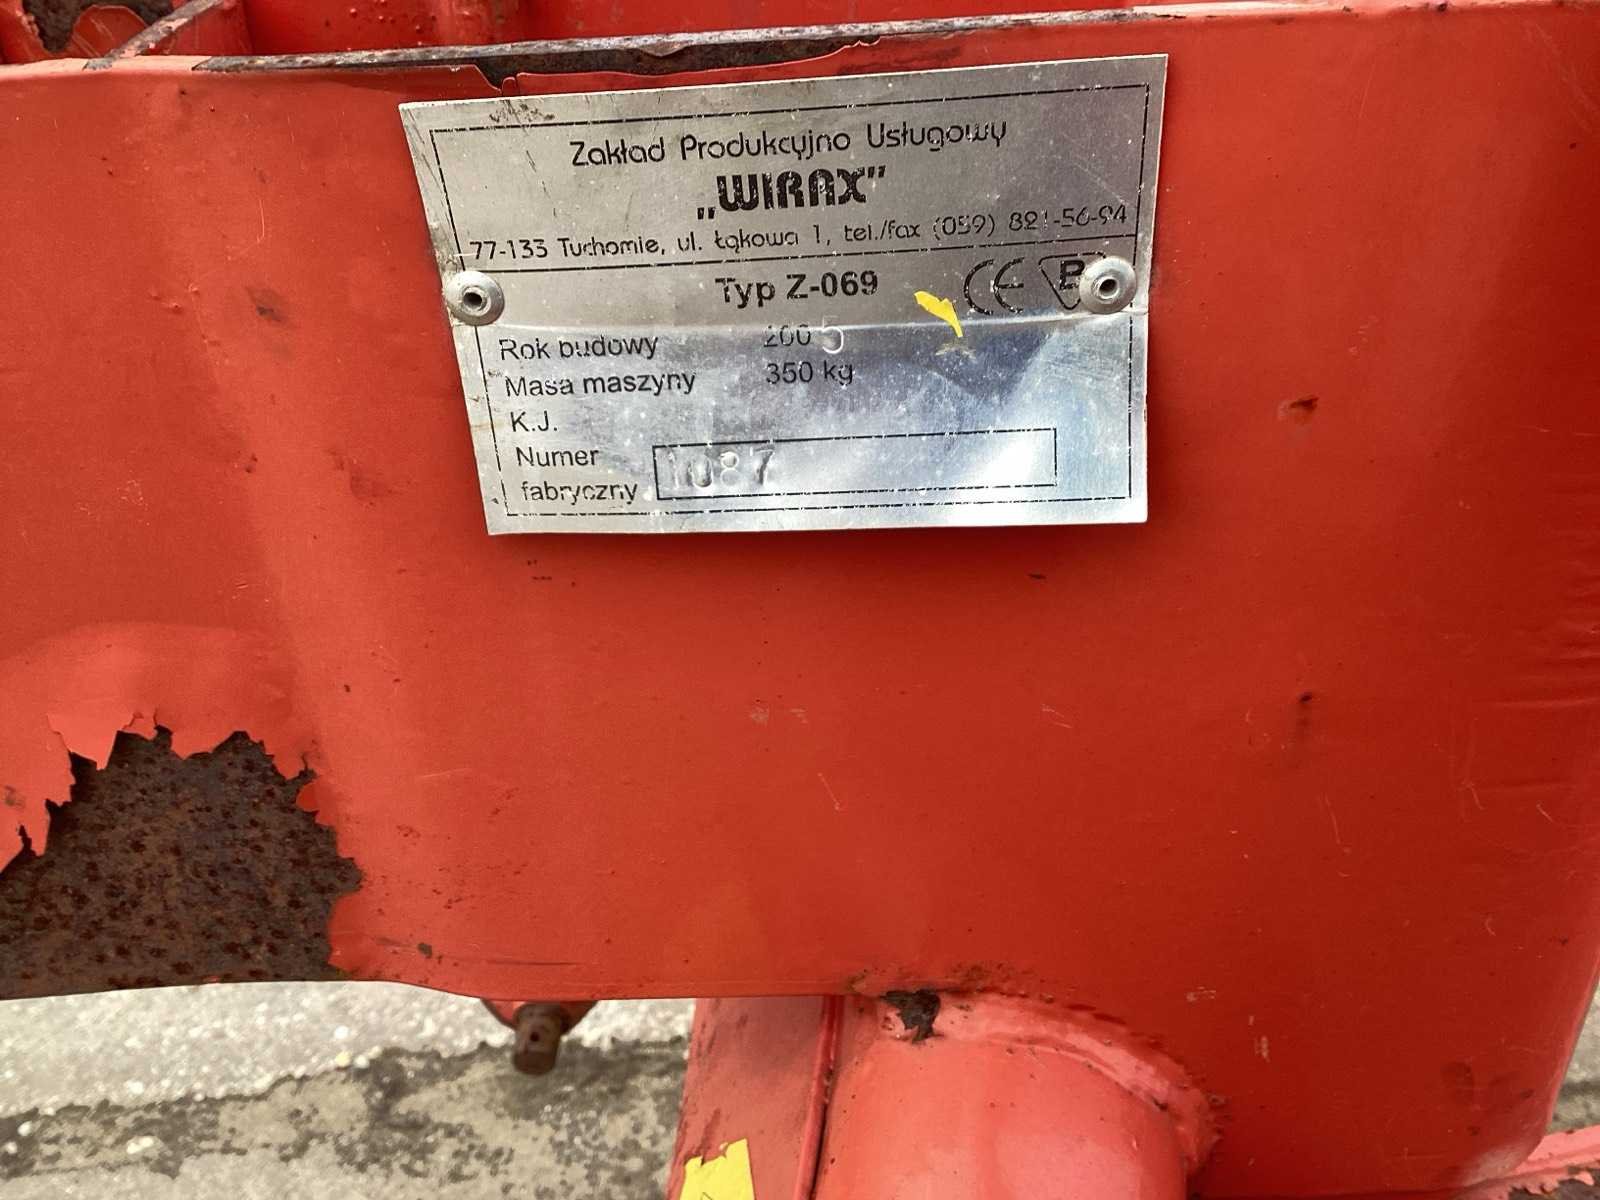 Zakład Produkcyjno Usługowy
„WIRAX”
77-133 Tuchomie, ul. Łąkowa 1, tel./fax (059) 821-56-94
Typ Z-069 CE B
Rok budowy 2005
Masa maszyny 350 kg
K.J.
Numer
fabryczny 1087